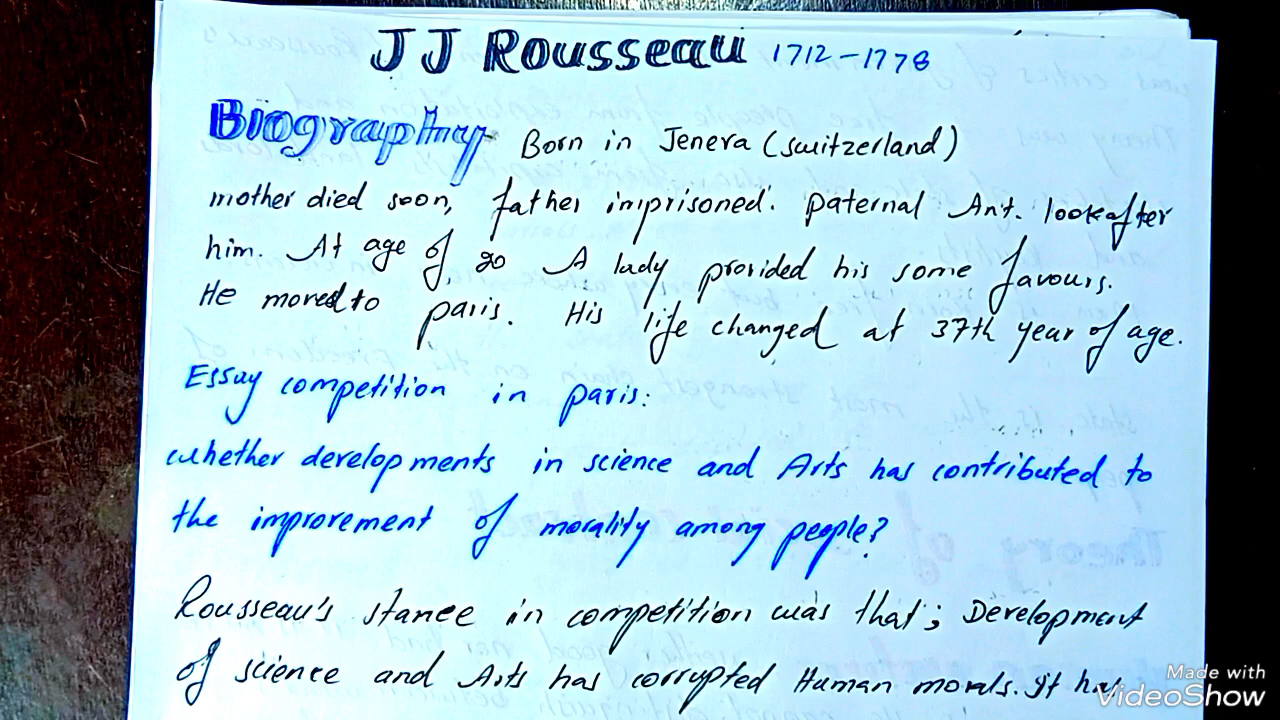 JJ Rousseau 1712-1778
Biography Born in Jenera (Switzerland)
mother died soon, father imprisoned. paternal Ant. lookafter
him. At age of 20 A lady provided his some favours.
He moved to paris. His life changed at 37th year of age.
Essay competition in paris:
whether developments in science and Arts has contributed to
the improvement of morality among people?
Rousseau's stance in competition was that; Development
of science and Arts has corrupted Human morals. It has
Made with
VideoShow